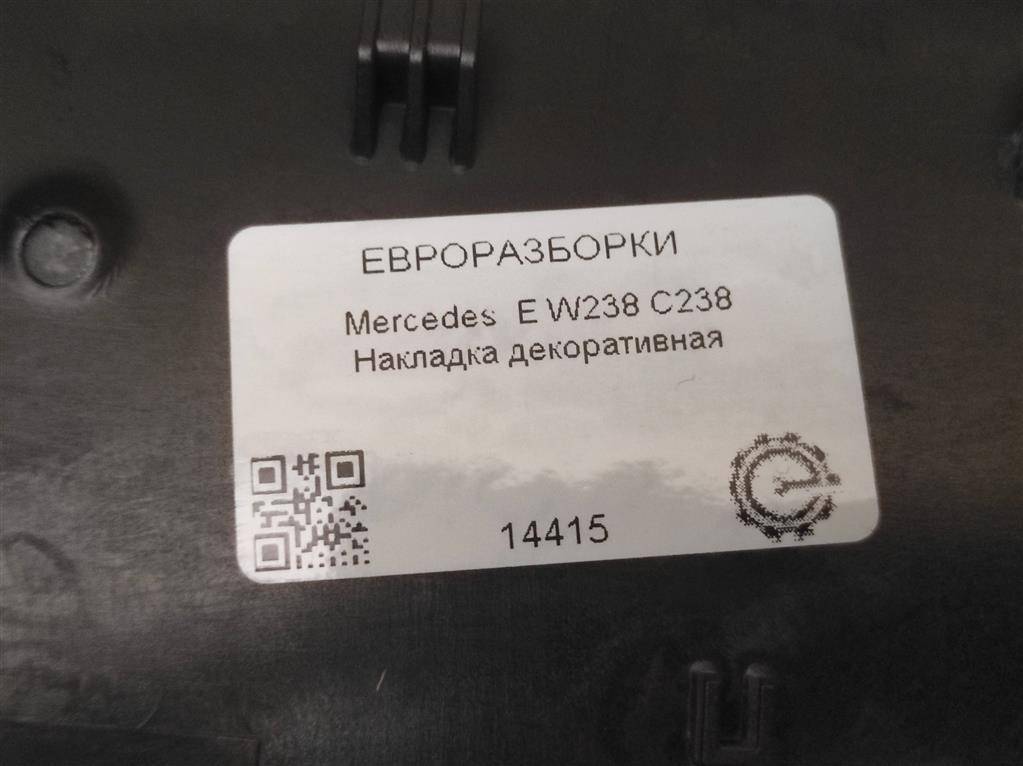 ЕВРОРАЗБОРКИ
Mercedes E W238 C238
Накладка декоративная
14415